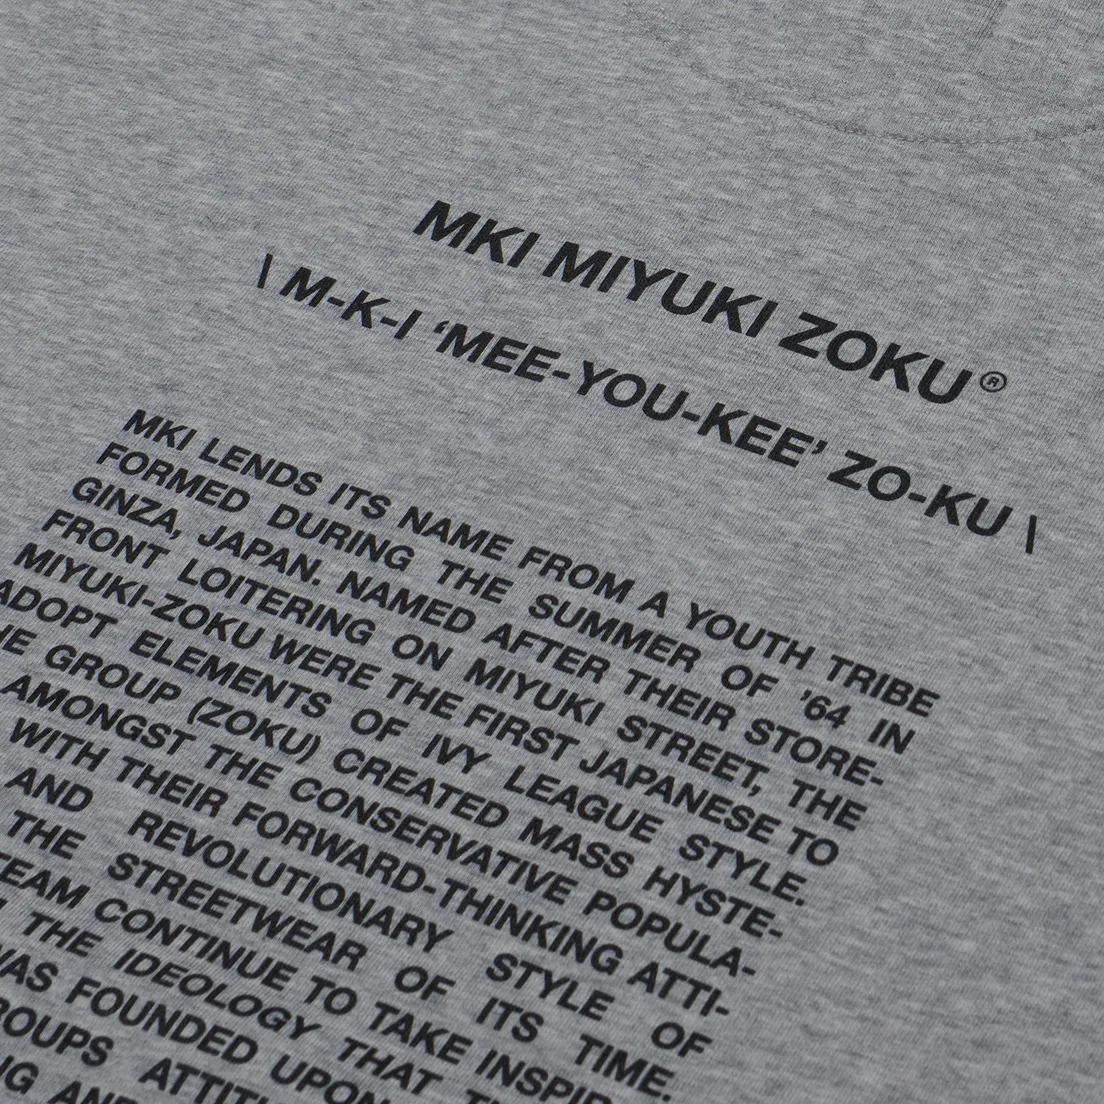 MKI MIYUKI ZOKU®
\ M-K-I ‘MEE-YOU-KEE’ ZO-KU \
MKI LENDS ITS NAME FROM A YOUTH TRIBE
FORMED DURING THE SUMMER OF ’64 IN
GINZA, JAPAN. NAMED AFTER THEIR STORE-
FRONT LOITERING ON MIYUKI STREET, THE
MIYUKI-ZOKU WERE THE FIRST JAPANESE TO
ADOPT ELEMENTS OF IVY LEAGUE STYLE.
GROUP (ZOKU) CREATED MASS HYSTE-
AMONGST THE CONSERVATIVE POPULA-
WITH THEIR FORWARD-THINKING ATTI-
AND REVOLUTIONARY STYLE OF
THE STREETWEAR OF ITS TIME.
TEAM CONTINUE TO TAKE INSPIR
THE IDEOLOGY THAT
WAS FOUNDED UPON
GROUPS